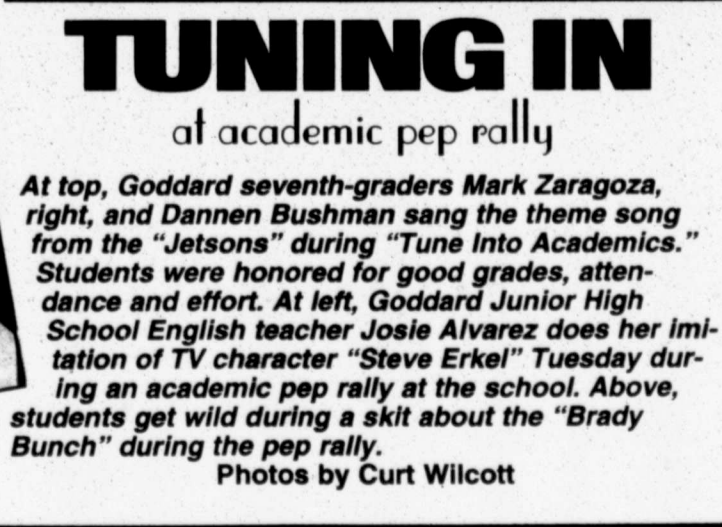 TUNING IN
at academic pep rally
At top, Goddard seventh-graders Mark Zaragoza,
right, and Dannen Bushman sang the theme song
from the "Jetsons" during "Tune Into Academics."
Students were honored for good grades, atten-
dance and effort. At left, Goddard Junior High
School English teacher Josie Alvarez does her imi-
tation of TV character "Steve Erkel" Tuesday dur-
ing an academic pep rally at the school. Above,
students get wild during a skit about the "Brady
Bunch" during the pep rally.
Photos by Curt Wilcott